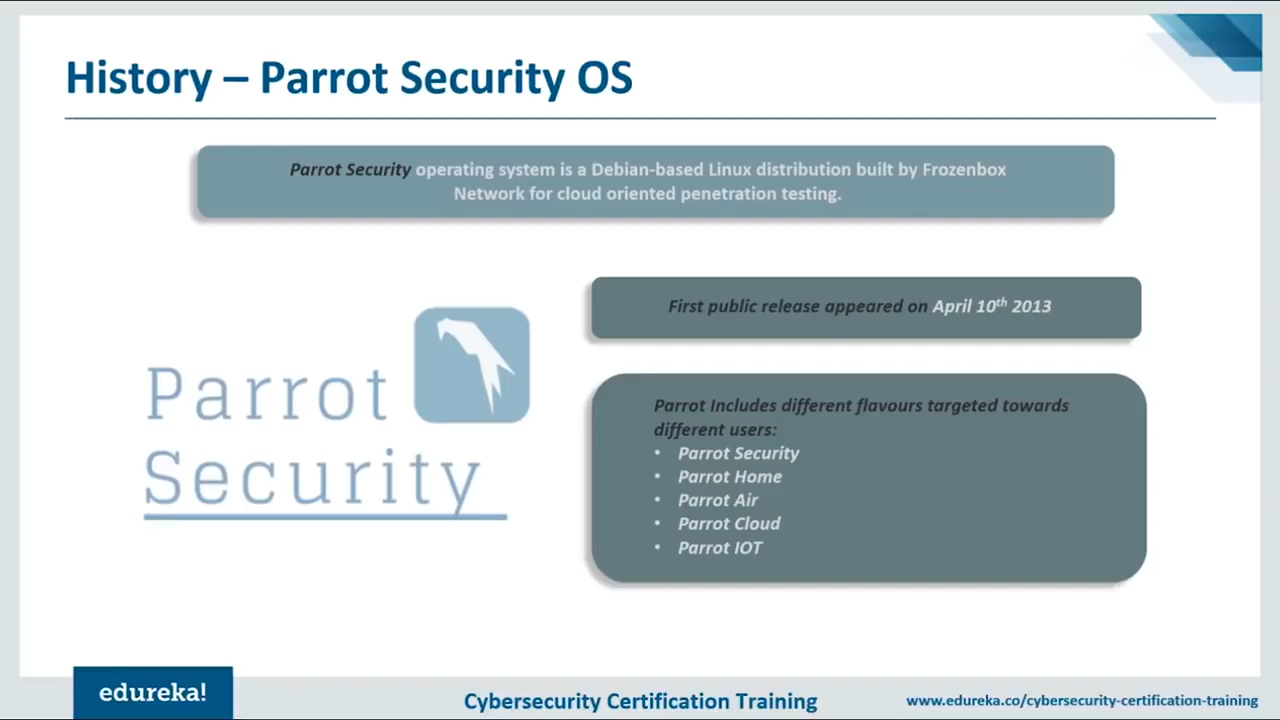 History – Parrot Security OS
Parrot Security operating system is a Debian-based Linux distribution built by Frozenbox
Network for cloud oriented penetration testing.
First public release appeared on April 10th 2013
Parrot
Security
Parrot Includes different flavours targeted towards
different users:
• Parrot Security
• Parrot Home
• Parrot Air
• Parrot Cloud
• Parrot IOT
edureka!
Cybersecurity Certification Training
www.edureka.co/cybersecurity-certification-training